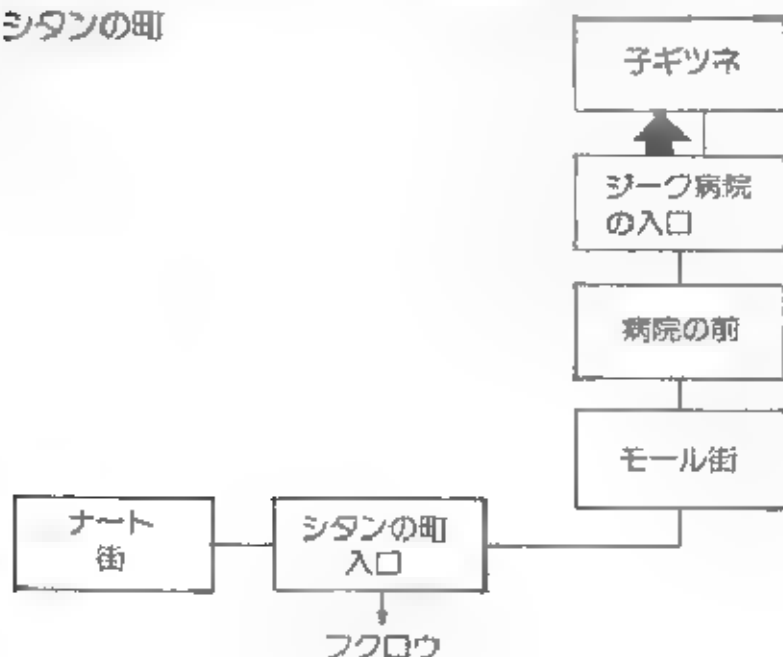 シタンの町
子ギツネ
ジーク病院
の入口
病院の前
モール街
ナート
街
シタンの町
入口
フクロウ